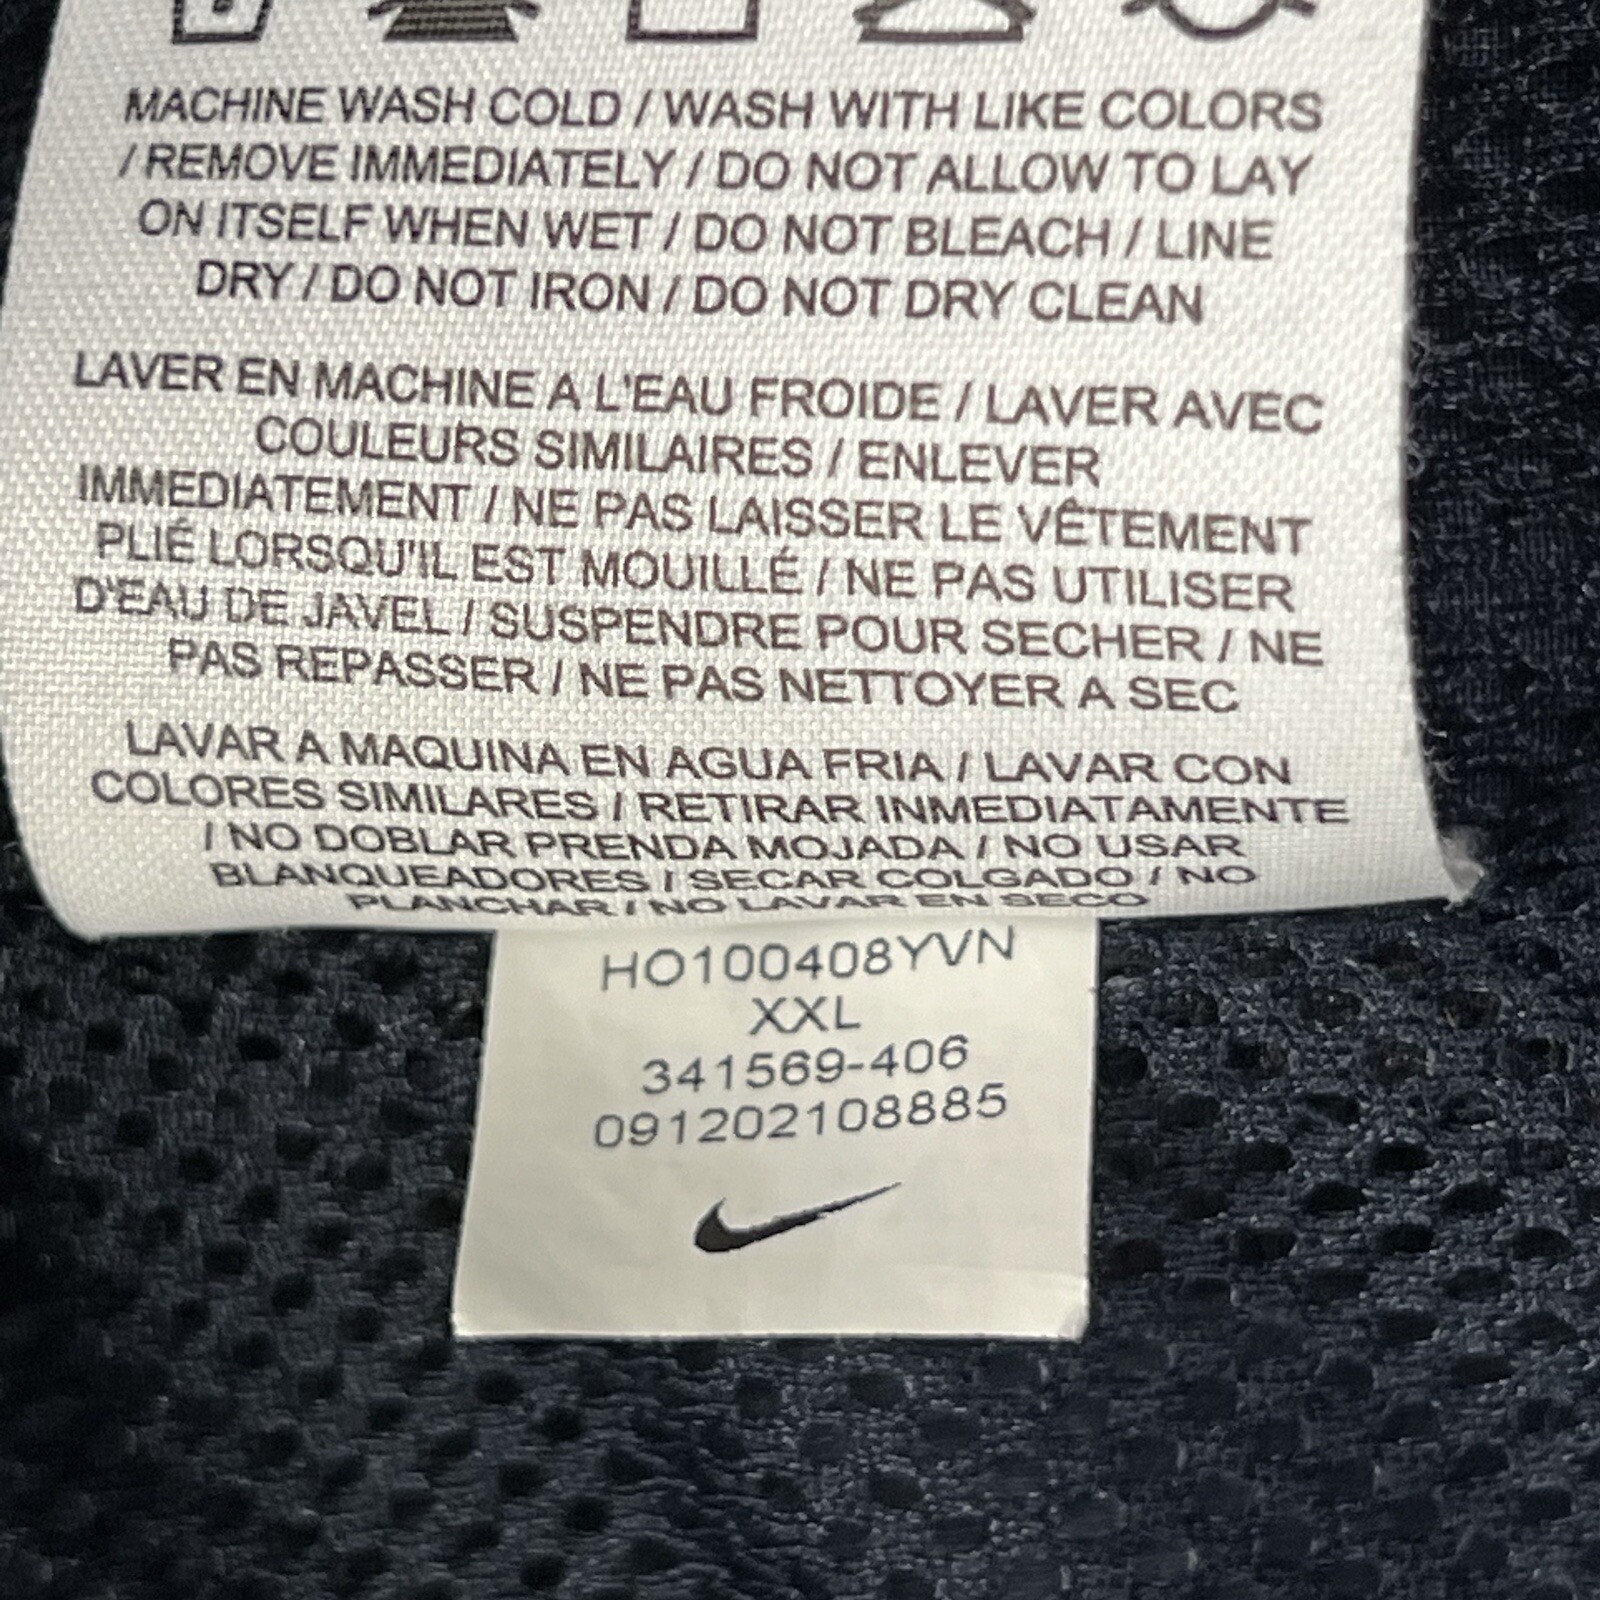 MACHINE WASH COLD / WASH WITH LIKE COLORS
/ REMOVE IMMEDIATELY / DO NOT ALLOW TO LAY
ON ITSELF WHEN WET / DO NOT BLEACH / LINE
DRY / DO NOT IRON / DO NOT DRY CLEAN
LAVER EN MACHINE A L'EAU FROIDE / LAVER AVEC
COULEURS SIMILAIRES / ENLEVER
IMMEDIATEMENT / NE PAS LAISSER LE VÊTEMENT
PLIÉ LORSQU'IL EST MOUILLÉ / NE PAS UTILISER
D'EAU DE JAVEL / SUSPENDRE POUR SECHER / NE
PAS REPASSER / NE PAS NETTOYER A SEC
LAVAR A MAQUINA EN AGUA FRIA / LAVAR CON
COLORES SIMILARES / RETIRAR INMEDIATAMENTE
/ NO DOBLAR PRENDA MOJADA / NO USAR
BLANQUEADORES / SECAR COLGADO / NO
PLANCHAR / NO LAVAR EN SECO
HO100408YVN
XXL
341569-406
091202108885